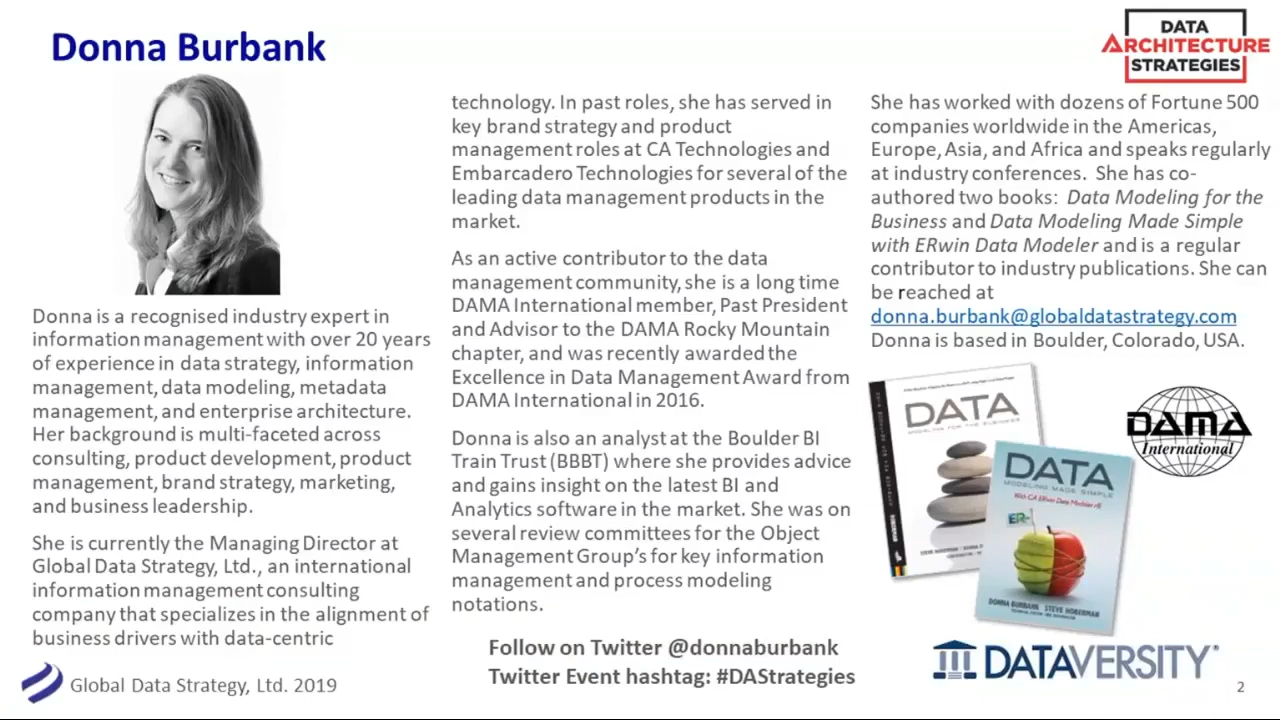 Donna Burbank
DATA
ARCHITECTURE
STRATEGIES
Donna is a recognised industry expert in
information management with over 20 years
of experience in data strategy, information
management, data modeling, metadata
management, and enterprise architecture.
Her background is multi-faceted across
consulting, product development, product
management, brand strategy, marketing,
and business leadership.
She is currently the Managing Director at
Global Data Strategy, Ltd., an international
information management consulting
company that specializes in the alignment of
business drivers with data-centric
technology. In past roles, she has served in
key brand strategy and product
management roles at CA Technologies and
Embarcadero Technologies for several of the
leading data management products in the
market.
As an active contributor to the data
management community, she is a long time
DAMA International member, Past President
and Advisor to the DAMA Rocky Mountain
chapter, and was recently awarded the
Excellence in Data Management Award from
DAMA International in 2016.
Donna is also an analyst at the Boulder BI
Train Trust (BBBT) where she provides advice
and gains insight on the latest BI and
Analytics software in the market. She was on
several review committees for the Object
Management Group's for key information
management and process modeling
notations.
She has worked with dozens of Fortune 500
companies worldwide in the Americas,
Europe, Asia, and Africa and speaks regularly
at industry conferences. She has co-
authored two books: Data Modeling for the
Business and Data Modeling Made Simple
with ERwin Data Modeler and is a regular
contributor to industry publications. She can
be reached at
donna.burbank@globaldatastrategy.com
Donna is based in Boulder, Colorado, USA.
DATA
MODELING FOR THE BUSINESS
STEVE HOBERMAN
DATA
MODELING MADE SIMPLE
With CA ERwin Data Modeler r8
ER
DONNA BURBANK STEVE HOBERMAN
DAMA
International
Follow on Twitter @donnaburbank
Twitter Event hashtag: #DAStrategies
DATAVERSITY
Global Data Strategy, Ltd. 2019
2